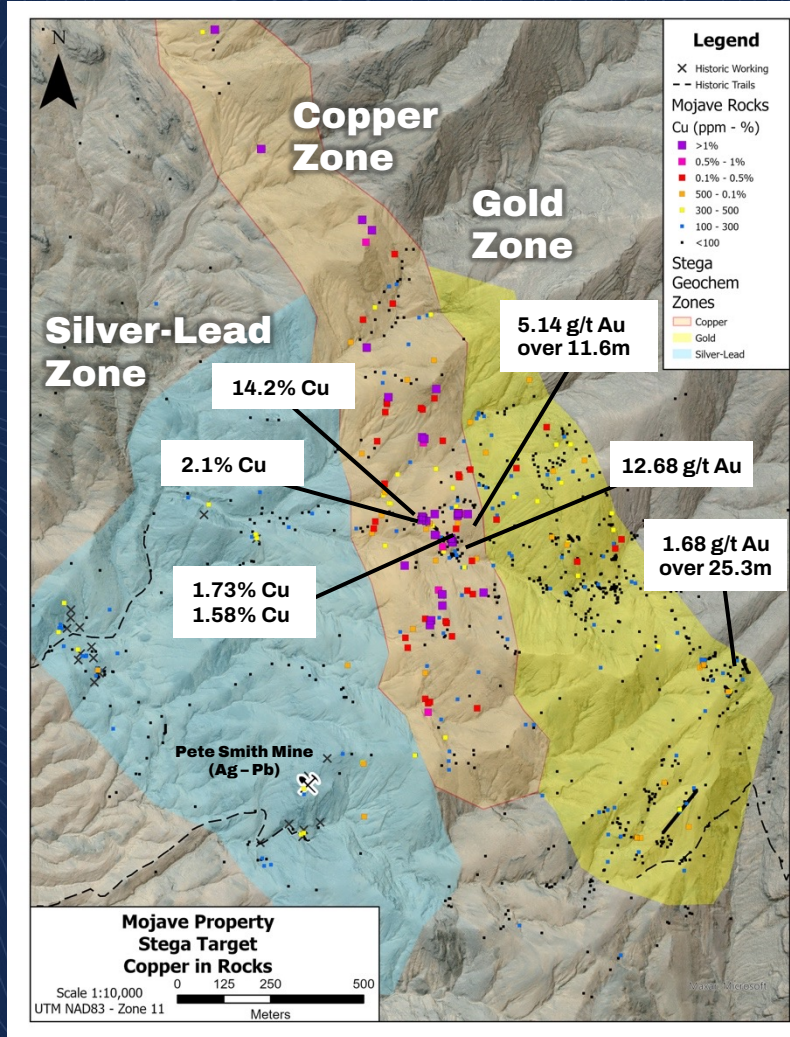 N
Copper
Zone
Gold
Zone
Silver-Lead
Zone
5.14 g/t Au
over 11.6m
14.2% Cu
2.1% Cu
12.68 g/t Au
1.68 g/t Au
over 25.3m
1.73% Cu
1.58% Cu
Pete Smith Mine
(Ag – Pb)
Legend
Historic Working
Historic Trails
Mojave Rocks
Cu (ppm - %)
>1%
0.5% - 1%
0.1% - 0.5%
500 - 0.1%
300 - 500
100 - 300
<100
Stega
Geochem
Zones
Copper
Gold
Silver-Lead
Mojave Property
Stega Target
Copper in Rocks
Scale 1:10,000
UTM NAD83 - Zone 11
0 125 250 500
Meters
Microsoft